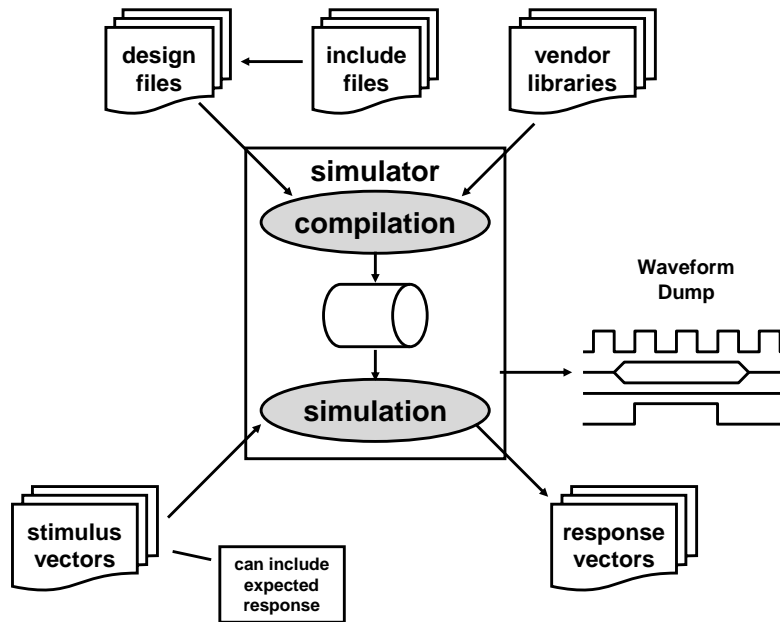 design
files
include
files
vendor
libraries
simulator
compilation
Waveform
Dump
simulation
stimulus
vectors
can include
expected
response
response
vectors